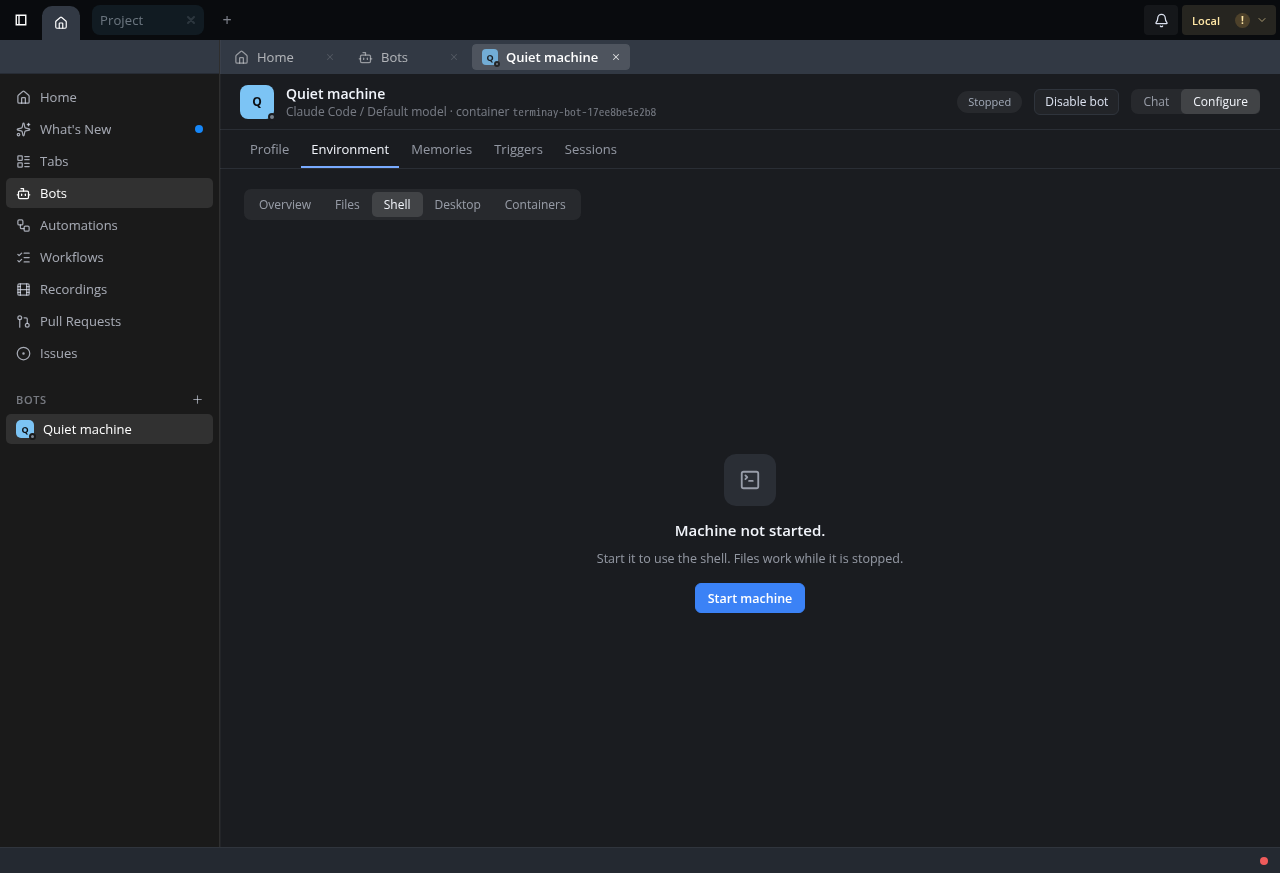 Project
Local !
Home
Bots
Q Quiet machine
Home
What's New
Tabs
Bots
Automations
Workflows
Recordings
Pull Requests
Issues
BOTS
Q Quiet machine
Q
Quiet machine
Claude Code / Default model · container terminay-bot-17ee8be5e2b8
Stopped
Disable bot
Chat
Configure
Profile
Environment
Memories
Triggers
Sessions
Overview
Files
Shell
Desktop
Containers
Machine not started.
Start it to use the shell. Files work while it is stopped.
Start machine